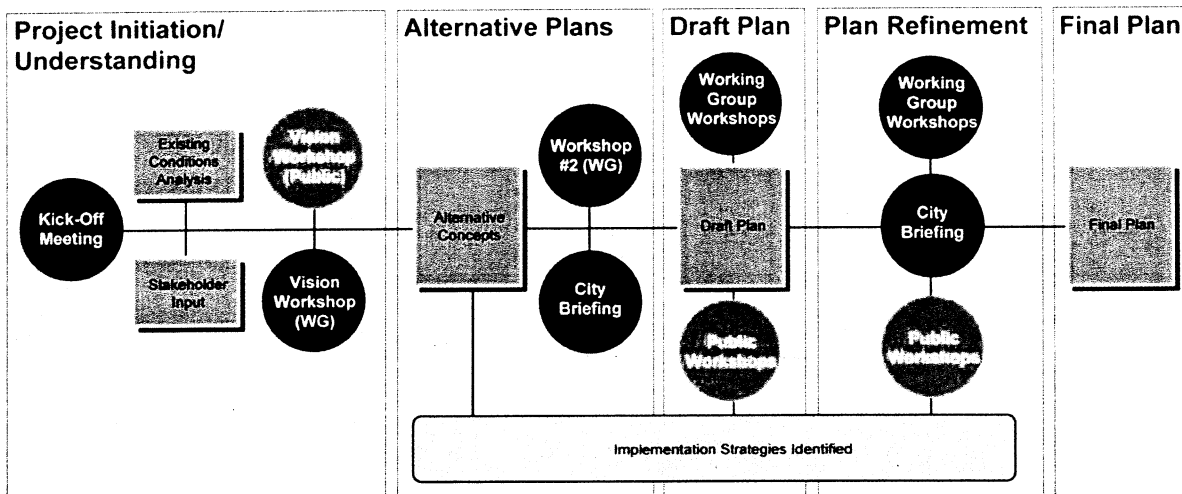 Project Initiation/
Understanding
Kick-Off
Meeting
Existing
Conditions
Analysis
Stakeholder
Input
Vision
Workshop
(Public)
Vision
Workshop
(WG)
Alternative Plans
Alternative
Concepts
Workshop
#2 (WG)
City
Briefing
Draft Plan
Working
Group
Workshops
Draft Plan
Public
Workshops
Plan Refinement
Working
Group
Workshops
City
Briefing
Public
Workshops
Final Plan
Final Plan
Implementation Strategies Identified